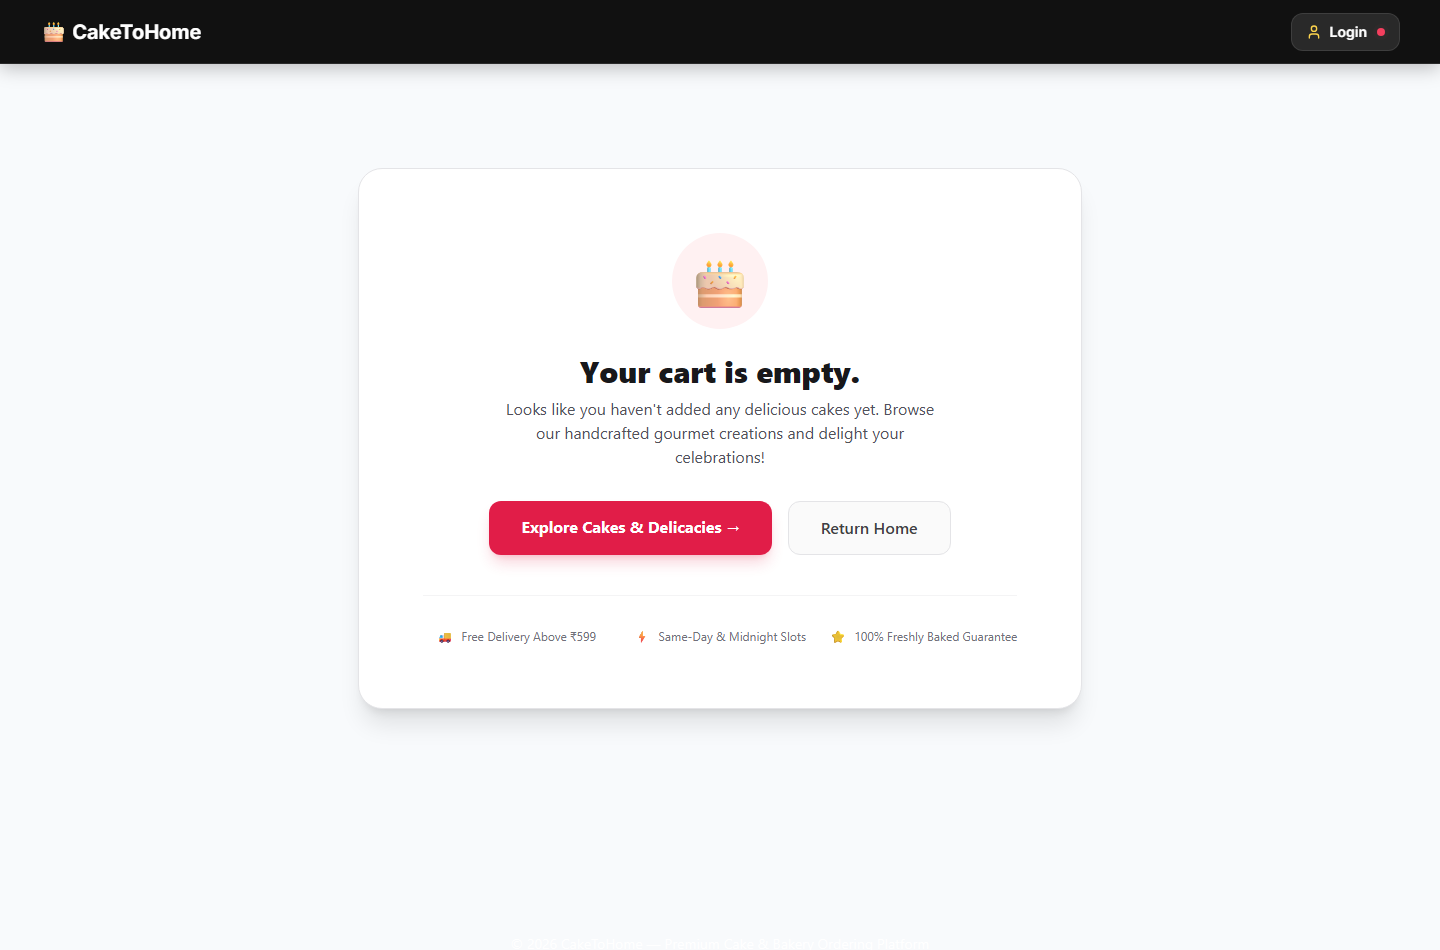 CakeToHome
Login
Your cart is empty.
Looks like you haven't added any delicious cakes yet. Browse
our handcrafted gourmet creations and delight your
celebrations!
Explore Cakes & Delicacies →
Return Home
Free Delivery Above ₹599
Same-Day & Midnight Slots
100% Freshly Baked Guarantee